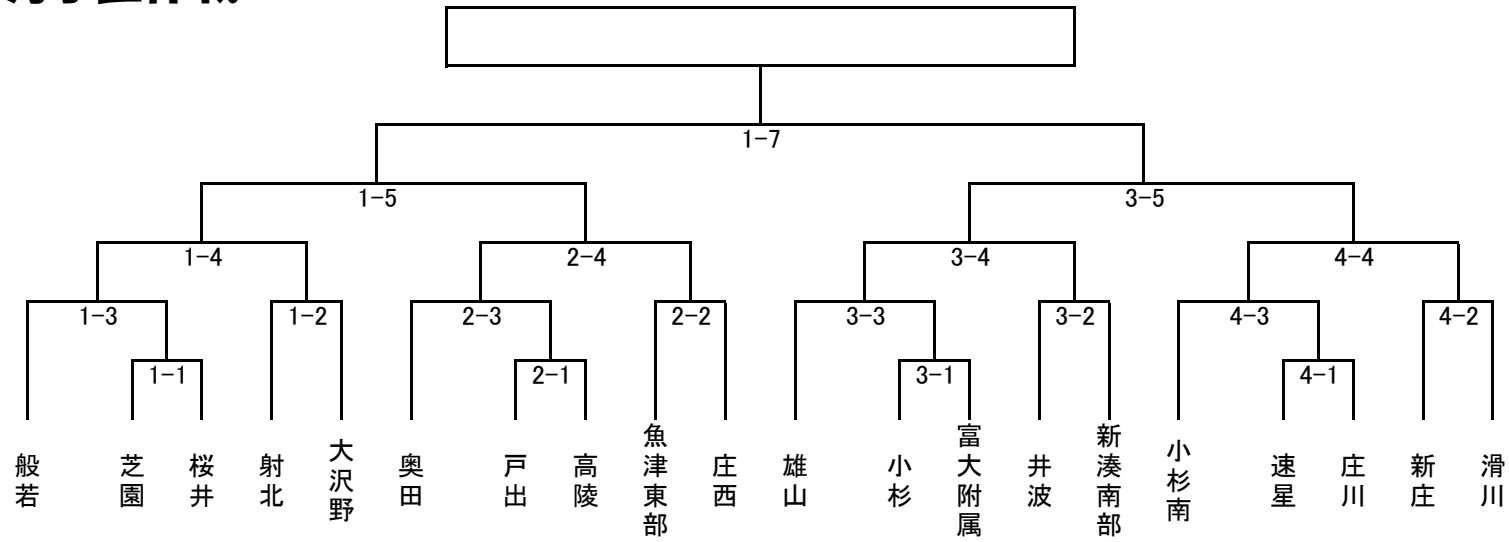 1-7
1-5
3-5
1-4
2-4
3-4
4-4
1-3
1-2
2-3
2-2
3-3
3-2
4-3
4-2
1-1
2-1
3-1
4-1
般若
芝園
桜井
射北
大沢野
奥田
戸出
高陵
魚津東部
庄西
雄山
小杉
富大附属
井波
新湊南部
小杉南
速星
庄川
新庄
滑川